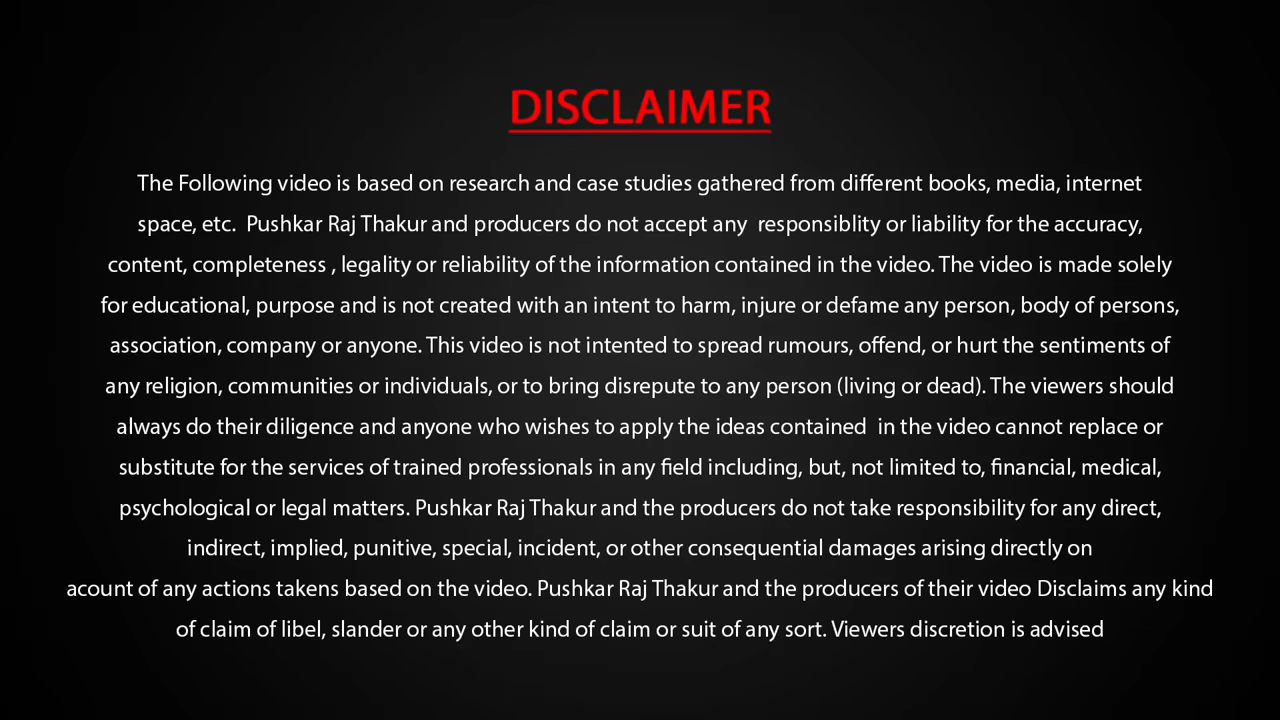 DISCLAIMER
The Following video is based on research and case studies gathered from different books, media, internet
space, etc.  Pushkar Raj Thakur and producers do not accept any  responsiblity or liability for the accuracy,
content, completeness , legality or reliability of the information contained in the video. The video is made solely
for educational, purpose and is not created with an intent to harm, injure or defame any person, body of persons,
association, company or anyone. This video is not intented to spread rumours, offend, or hurt the sentiments of
any religion, communities or individuals, or to bring disrepute to any person (living or dead). The viewers should
always do their diligence and anyone who wishes to apply the ideas contained  in the video cannot replace or
substitute for the services of trained professionals in any field including, but, not limited to, financial, medical,
psychological or legal matters. Pushkar Raj Thakur and the producers do not take responsibility for any direct,
indirect, implied, punitive, special, incident, or other consequential damages arising directly on
acount of any actions takens based on the video. Pushkar Raj Thakur and the producers of their video Disclaims any kind
of claim of libel, slander or any other kind of claim or suit of any sort. Viewers discretion is advised